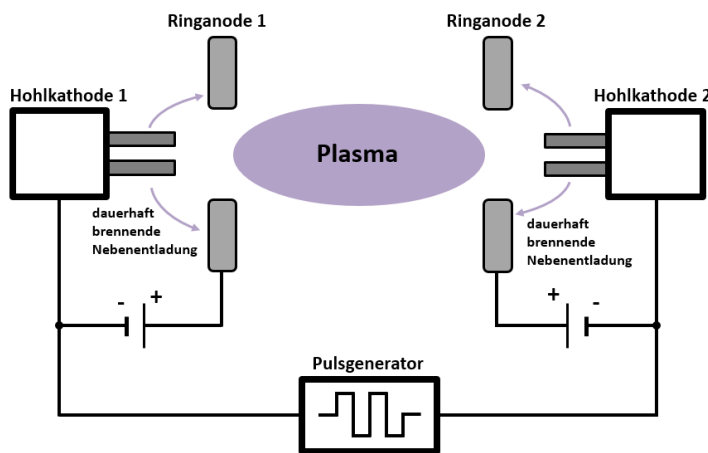 Ringanode 1
Ringanode 2
Hohlkathode 1
Hohlkathode 2
Plasma
dauerhaft
brennende
Nebenentladung
dauerhaft
brennende
Nebenentladung
- +
+ -
Pulsgenerator